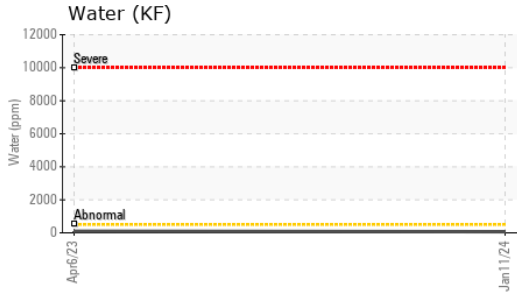 Water (KF)
12000
Severe
10000
8000
6000
4000
2000
Abnormal
0
Water (ppm)
Apr6/23
Jan11/24